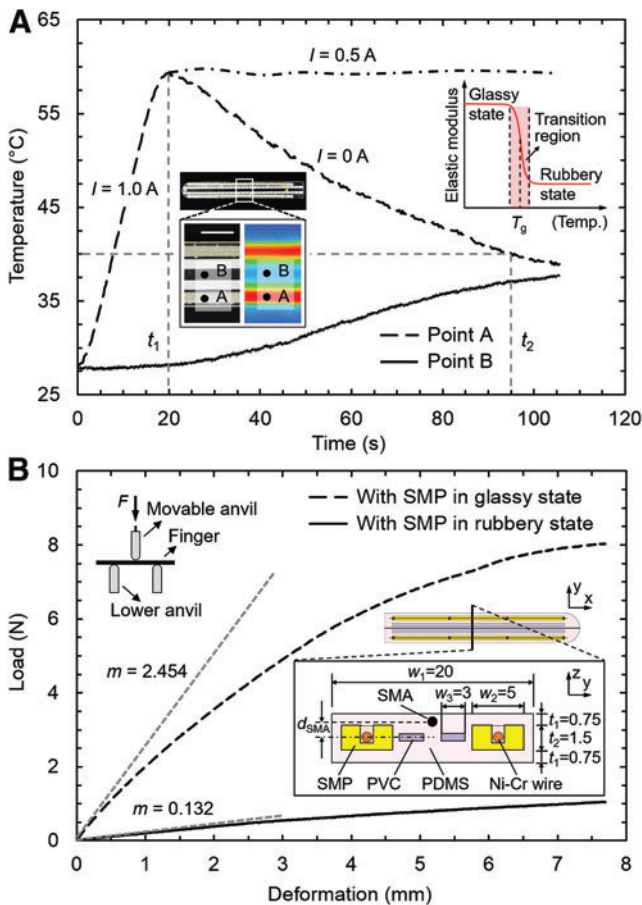 A
60
55
50
45
40
35
30
25
Temperature (°C)
I = 0.5 A
I = 1.0 A
I = 0 A
Elastic modulus
Glassy
state
Transition
region
Rubbery
state
Tg
(Temp.)
B
A
B
A
t1
t2
Point A
Point B
0 20 40 60 80 100 120
Time (s)
B
10
8
6
4
2
0
Load (N)
F
Movable anvil
Finger
Lower anvil
With SMP in glassy state
With SMP in rubbery state
y
x
m = 2.454
m = 0.132
w1=20
z
y
SMA
w3=3
w2=5
dSMA
t1=0.75
t2=1.5
t1=0.75
SMP
PVC
PDMS
Ni-Cr wire
0 1 2 3 4 5 6 7 8
Deformation (mm)